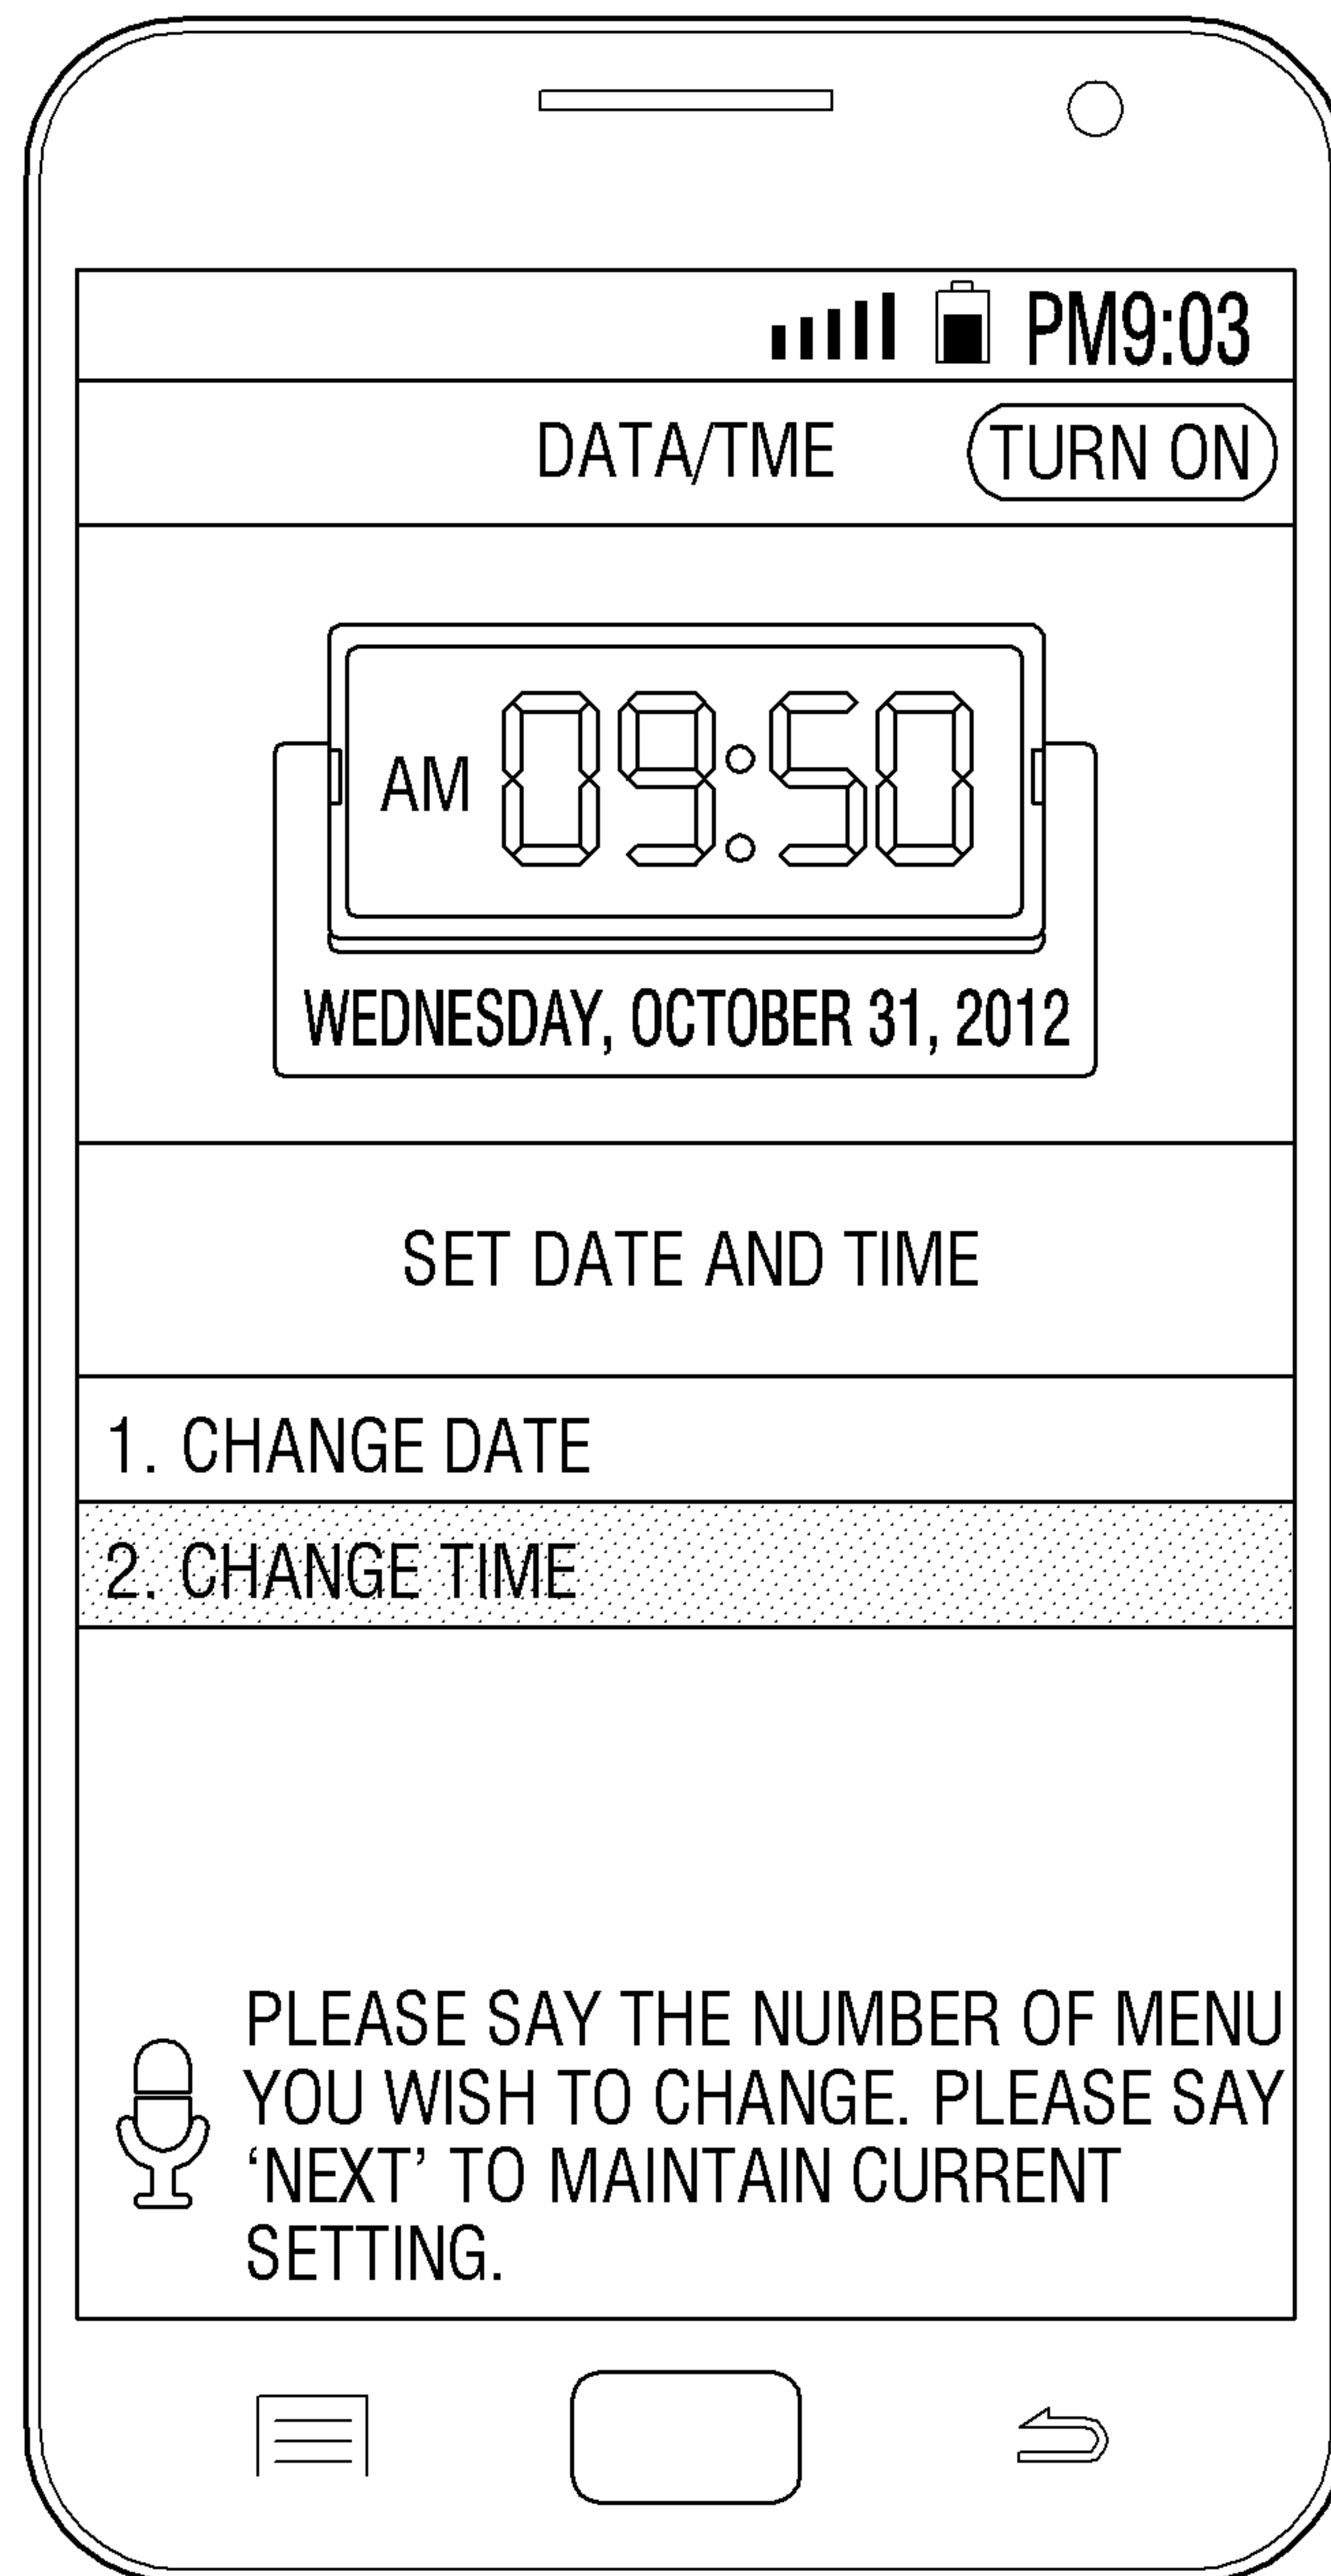 PM9:03
DATA/TME
TURN ON
AM 09:50
WEDNESDAY, OCTOBER 31, 2012
SET DATE AND TIME
1. CHANGE DATE
2. CHANGE TIME
PLEASE SAY THE NUMBER OF MENU
YOU WISH TO CHANGE. PLEASE SAY
‘NEXT’ TO MAINTAIN CURRENT
SETTING.